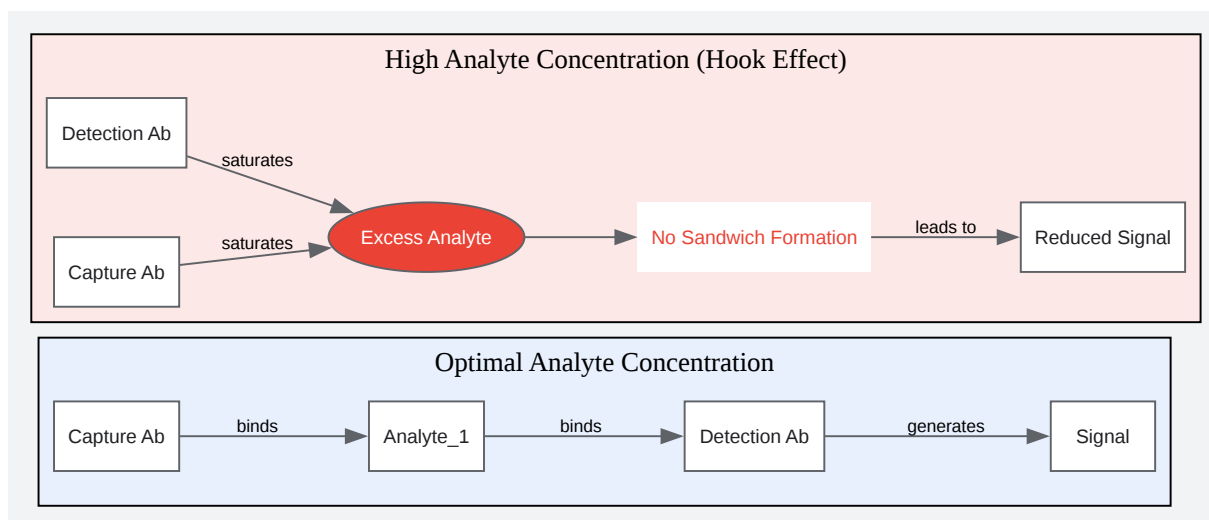 High Analyte Concentration (Hook Effect)
Detection Ab
saturates
Capture Ab
saturates
Excess Analyte
No Sandwich Formation
leads to
Reduced Signal
Optimal Analyte Concentration
Capture Ab
binds
Analyte_1
binds
Detection Ab
generates
Signal